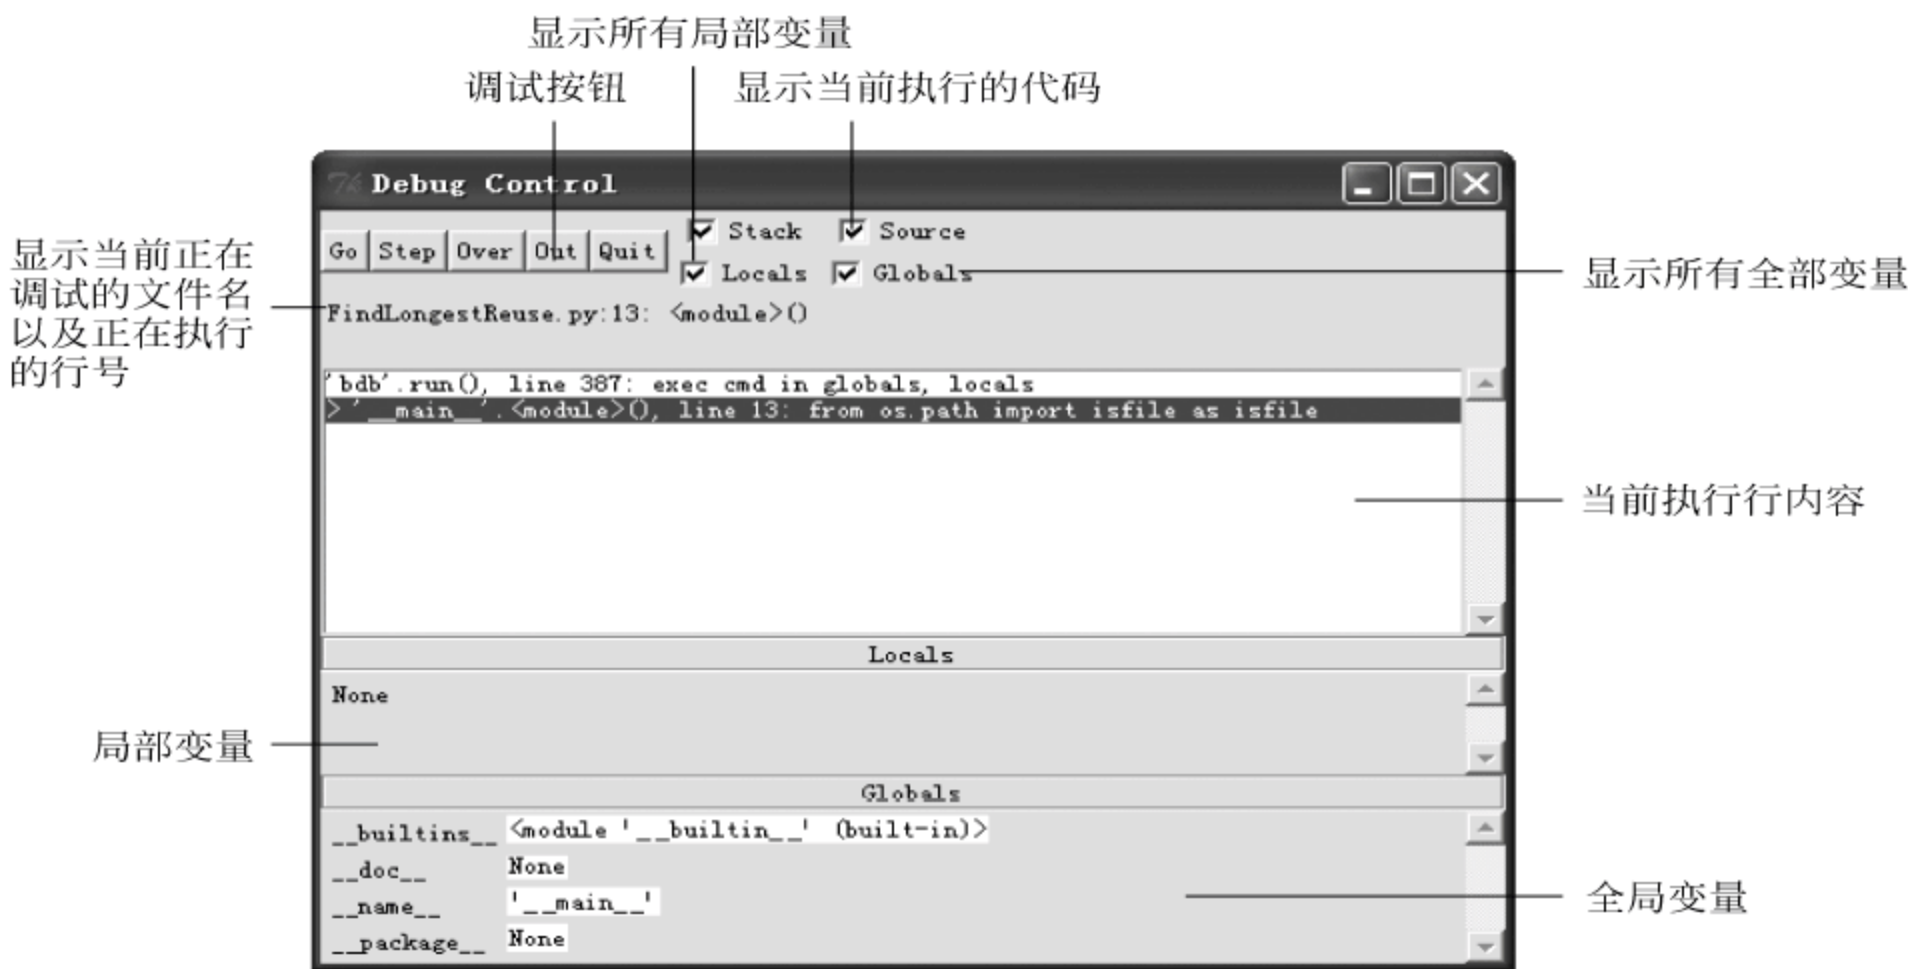 显示所有局部变量
调试按钮
显示当前执行的代码
Debug Control
Go Step Over Out Quit
Stack Source
Locals Globals
显示当前正在
调试的文件名
以及正在执行
的行号
显示所有全部变量
FindLongestReuse.py:13: <module>()
'bdb'.run(), line 387: exec cmd in globals, locals
> '__main__'.<module>(), line 13: from os.path import isfile as isfile
当前执行行内容
Locals
None
局部变量
Globals
__builtins__ <module '__builtin__' (built-in)>
__doc__ None
__name__ '__main__'
全局变量
__package__ None